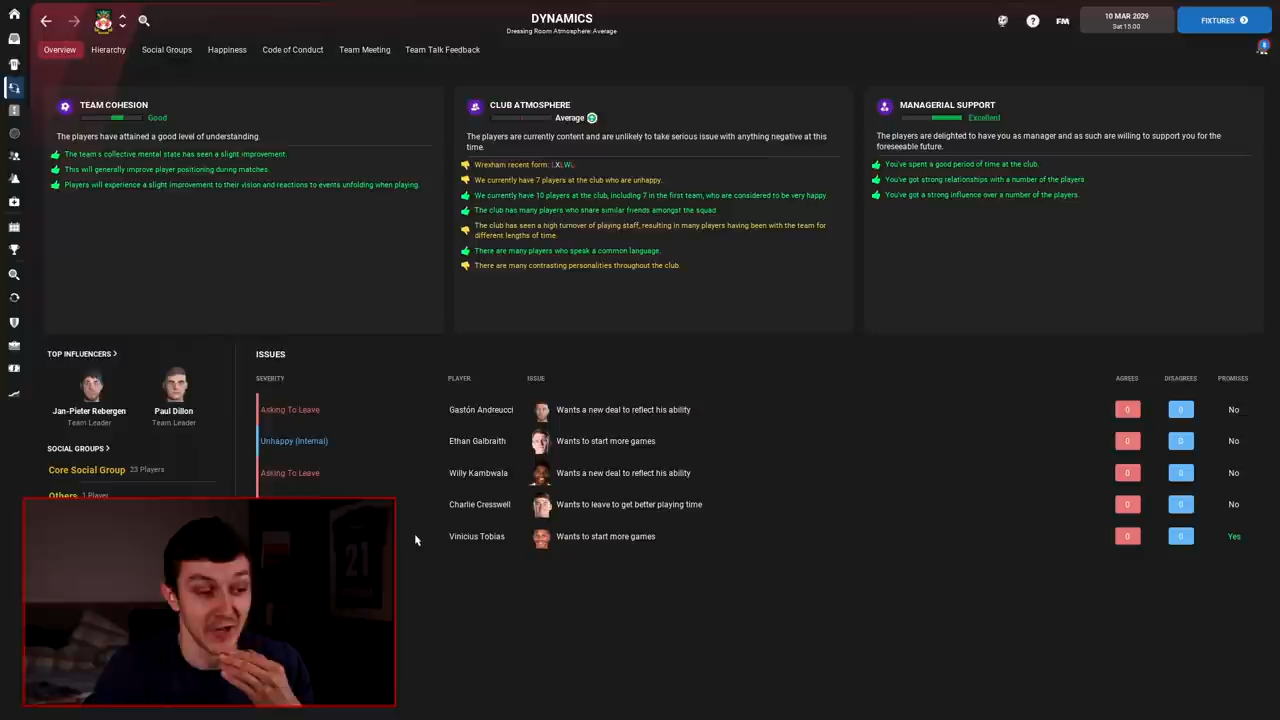 DYNAMICS
Dressing Room Atmosphere: Average
FM
10 MAR 2029
Sat 15:00
FIXTURES
Overview
Hierarchy
Social Groups
Happiness
Code of Conduct
Team Meeting
Team Talk Feedback
TEAM COHESION
Good
The players have attained a good level of understanding.
The team's collective mental state has seen a slight improvement.
This will generally improve player positioning during matches.
Players will experience a slight improvement to their vision and reactions to events unfolding when playing.
CLUB ATMOSPHERE
Average
The players are currently content and are unlikely to take serious issue with anything negative at this
time.
Wrexham recent form: LXLWL
We currently have 7 players at the club who are unhappy.
We currently have 10 players at the club, including 7 in the first team, who are considered to be very happy.
The club has many players who share similar friends amongst the squad
The club has seen a high turnover of playing staff, resulting in many players having been with the team for
different lengths of time.
There are many players who speak a common language.
There are many contrasting personalities throughout the club.
MANAGERIAL SUPPORT
Excellent
The players are delighted to have you as manager and as such are willing to support you for the
foreseeable future.
You've spent a good period of time at the club.
You've got strong relationships with a number of the players
You've got a strong influence over a number of the players.
TOP INFLUENCERS
Jan-Pieter Rebergen
Team Leader
Paul Dillon
Team Leader
SOCIAL GROUPS
Core Social Group 23 Players
Others 1 Player
ISSUES
SEVERITY PLAYER ISSUE AGREES DISAGREES PROMISES
Asking To Leave Gastón Andreucci Wants a new deal to reflect his ability 0 0 No
Unhappy (Internal) Ethan Galbraith Wants to start more games 0 0 No
Asking To Leave Willy Kambwala Wants a new deal to reflect his ability 0 0 No
Charlie Cresswell Wants to leave to get better playing time 0 0 No
Vinicius Tobias Wants to start more games 0 0 Yes
21